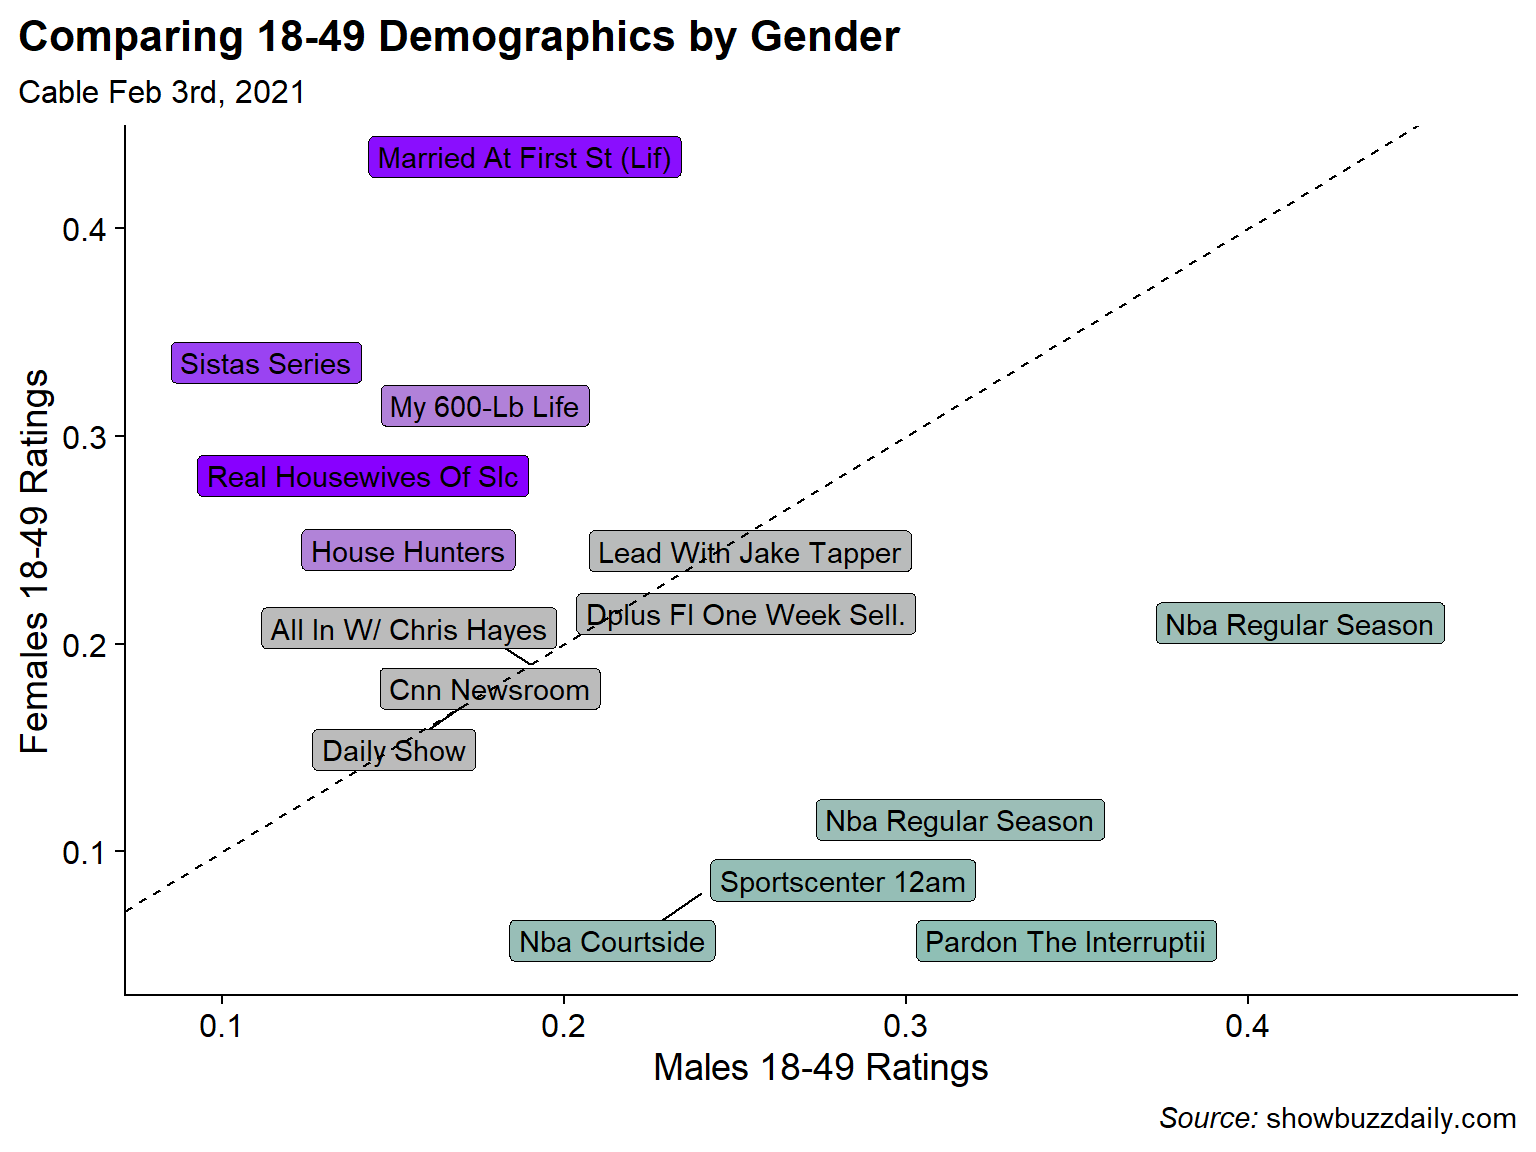 Comparing 18-49 Demographics by Gender
Cable Feb 3rd, 2021
Married At First St (Lif)
0.4
Sistas Series
My 600-Lb Life
0.3
Real Housewives Of Slc
House Hunters
Lead With Jake Tapper
Dplus Fl One Week Sell.
All In W/ Chris Hayes
Nba Regular Season
0.2
Cnn Newsroom
Daily Show
Nba Regular Season
0.1
Sportscenter 12am
Nba Courtside
Pardon The Interruptii
Females 18-49 Ratings
0.1
0.2
0.3
0.4
Males 18-49 Ratings
Source: showbuzzdaily.com